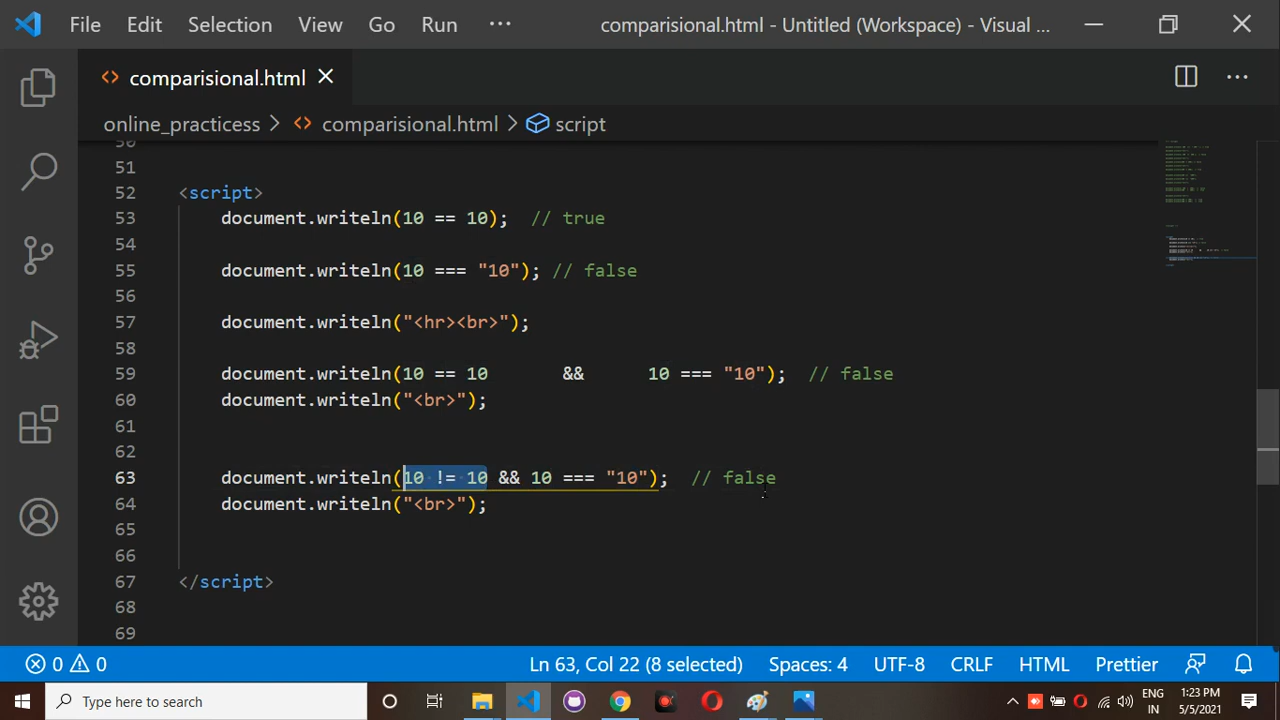 File Edit Selection View Go Run ··· comparisional.html - Untitled (Workspace) - Visual ...
<> comparisional.html
online_practicess > <> comparisional.html > script
50
51
52 <script>
53 document.writeln(10 == 10); // true
54
55 document.writeln(10 === "10"); // false
56
57 document.writeln("<hr><br>");
58
59 document.writeln(10 == 10 && 10 === "10"); // false
60 document.writeln("<br>");
61
62
63 document.writeln(10 != 10 && 10 === "10"); // false
64 document.writeln("<br>");
65
66
67 </script>
68
69
0 0 Ln 63, Col 22 (8 selected) Spaces: 4 UTF-8 CRLF HTML Prettier
Type here to search
ENG
IN
1:23 PM
5/5/2021